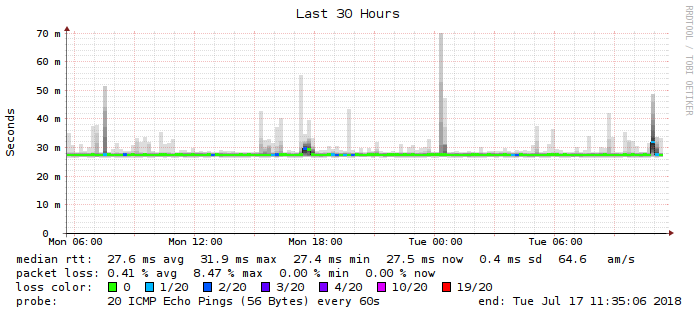 Last 30 Hours
RRDTOOL / TOBI OETIKER
Seconds
70 m
60 m
50 m
40 m
30 m
20 m
10 m
0
Mon 06:00 Mon 12:00 Mon 18:00 Tue 00:00 Tue 06:00
median rtt: 27.6 ms avg 31.9 ms max 27.4 ms min 27.5 ms now 0.4 ms sd 64.6 am/s
packet loss: 0.41 % avg 8.47 % max 0.00 % min 0.00 % now
loss color: 0 1/20 2/20 3/20 4/20 10/20 19/20
probe: 20 ICMP Echo Pings (56 Bytes) every 60s end: Tue Jul 17 11:35:06 2018